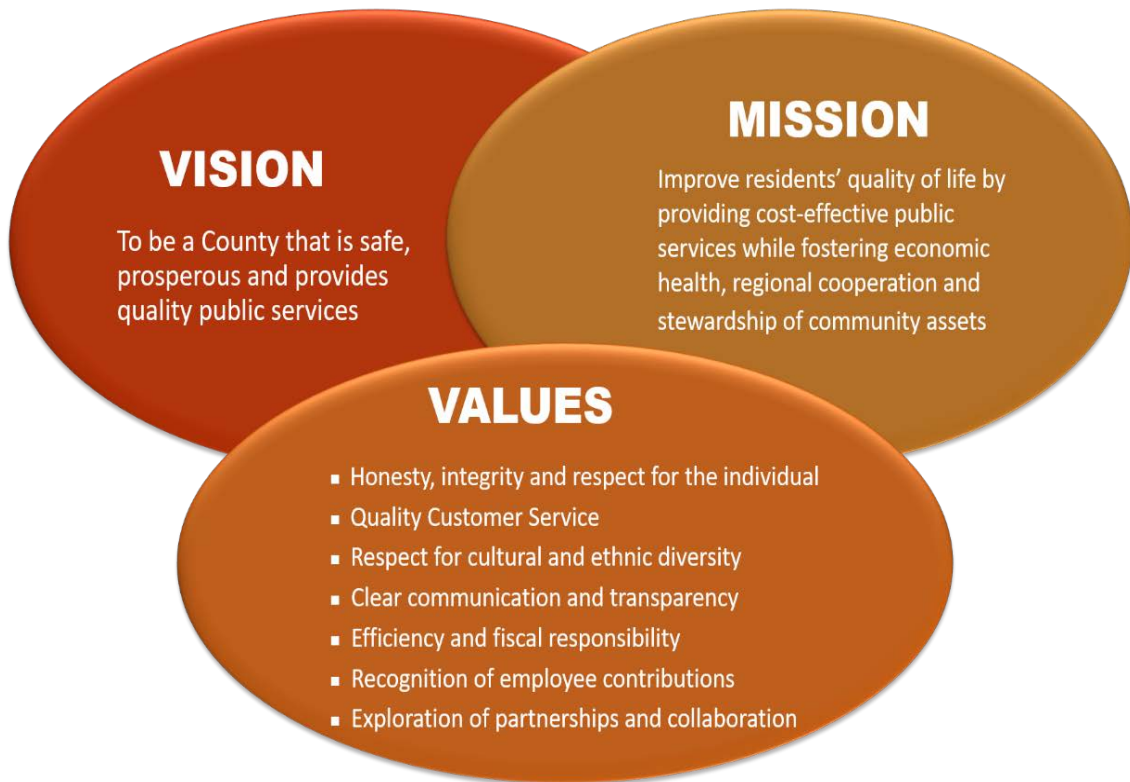 VISION
To be a County that is safe,
prosperous and provides
quality public services
MISSION
Improve residents’ quality of life by
providing cost-effective public
services while fostering economic
health, regional cooperation and
stewardship of community assets
VALUES
▪ Honesty, integrity and respect for the individual
▪ Quality Customer Service
▪ Respect for cultural and ethnic diversity
▪ Clear communication and transparency
▪ Efficiency and fiscal responsibility
▪ Recognition of employee contributions
▪ Exploration of partnerships and collaboration